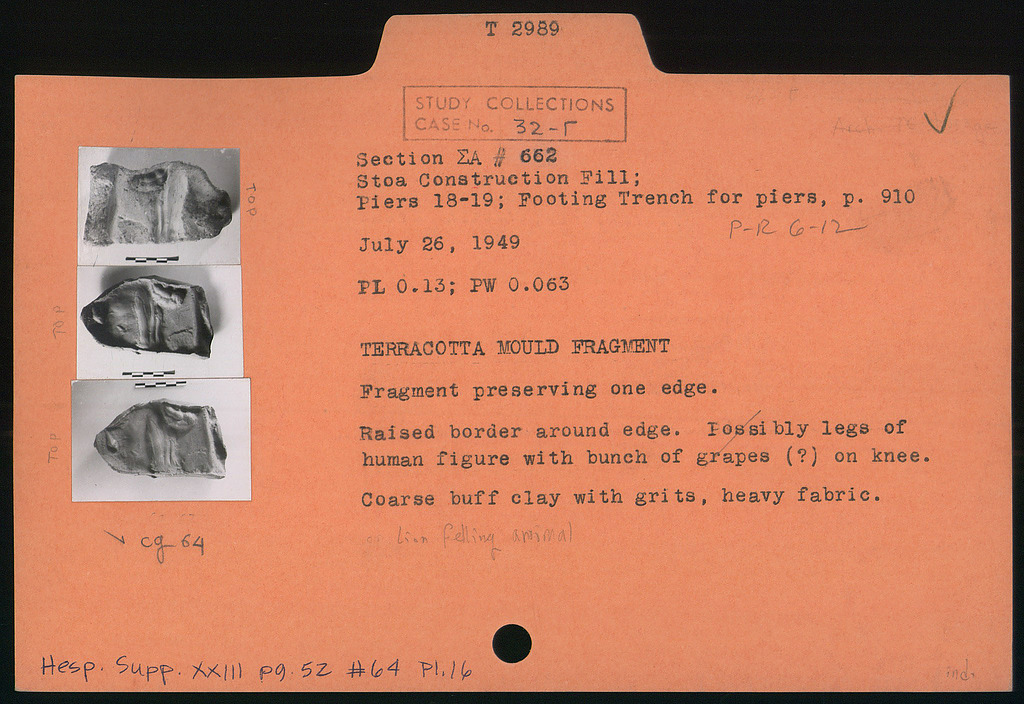 T 2989
STUDY COLLECTIONS
CASE No. 32-Γ
Section ΣA # 662
Stoa Construction Fill;
Piers 18-19; Footing Trench for piers, p. 910
P-R 6-12
July 26, 1949
PL 0.13; PW 0.063
TERRACOTTA MOULD FRAGMENT
Fragment preserving one edge.
Raised border around edge. Possibly legs of
human figure with bunch of grapes (?) on knee.
Coarse buff clay with grits, heavy fabric.
Lion felling animal
TOP
TOP
TOP
cg 64
Hesp. Supp. XXIII pg. 52 #64 Pl. 16
ind.